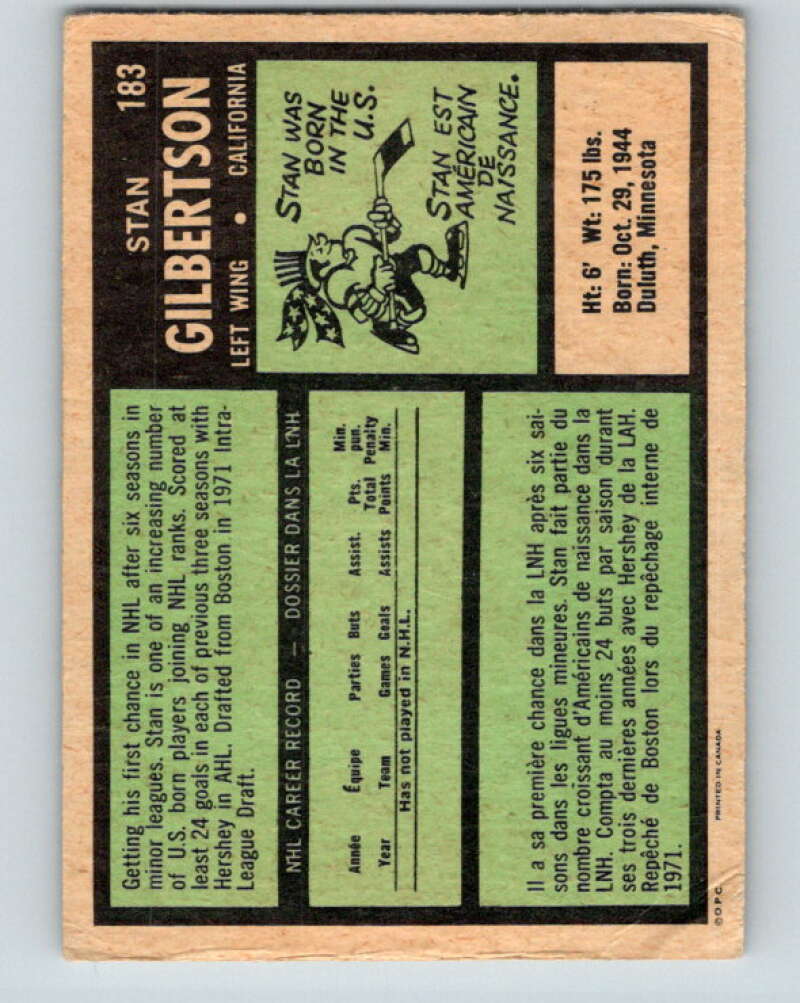 STAN 183
GILBERTSON
LEFT WING • CALIFORNIA
Getting his first chance in NHL after six seasons in
minor leagues. Stan is one of an increasing number
of U.S. born players joining NHL ranks. Scored at
least 24 goals in each of previous three seasons with
Hershey in AHL. Drafted from Boston in 1971 Intra-
League Draft.
STAN WAS
BORN
IN THE
U.S.
STAN EST
AMÉRICAIN
DE
NAISSANCE.
NHL CAREER RECORD — DOSSIER DANS LA LNH
Année Équipe Parties Buts Assist. Pts. Min. pun.
Year Team Games Goals Assists Total Points Penalty Min.
Has not played in N.H.L.
Il a sa première chance dans la LNH après six sai-
sons dans les ligues mineures. Stan fait partie du
nombre croissant d'Américains de naissance dans la
LNH. Compta au moins 24 buts par saison durant
ses trois dernières années avec Hershey de la LAH.
Repêché de Boston lors du repêchage interne de
1971.
Ht: 6' Wt: 175 lbs.
Born: Oct. 29, 1944
Duluth, Minnesota
© O.P.C. PRINTED IN CANADA